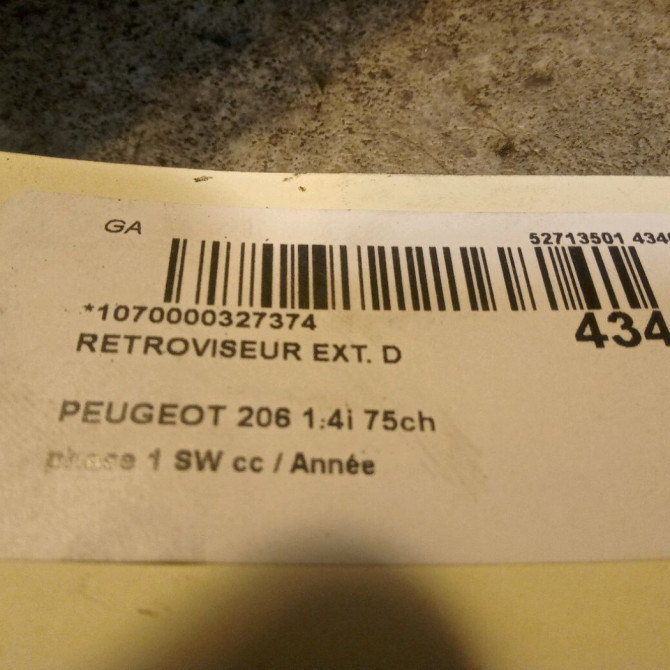 GA
52713501 434
*1070000327374
434
RETROVISEUR EXT. D
PEUGEOT 206 1.4i 75ch
phase 1 SW cc / Année